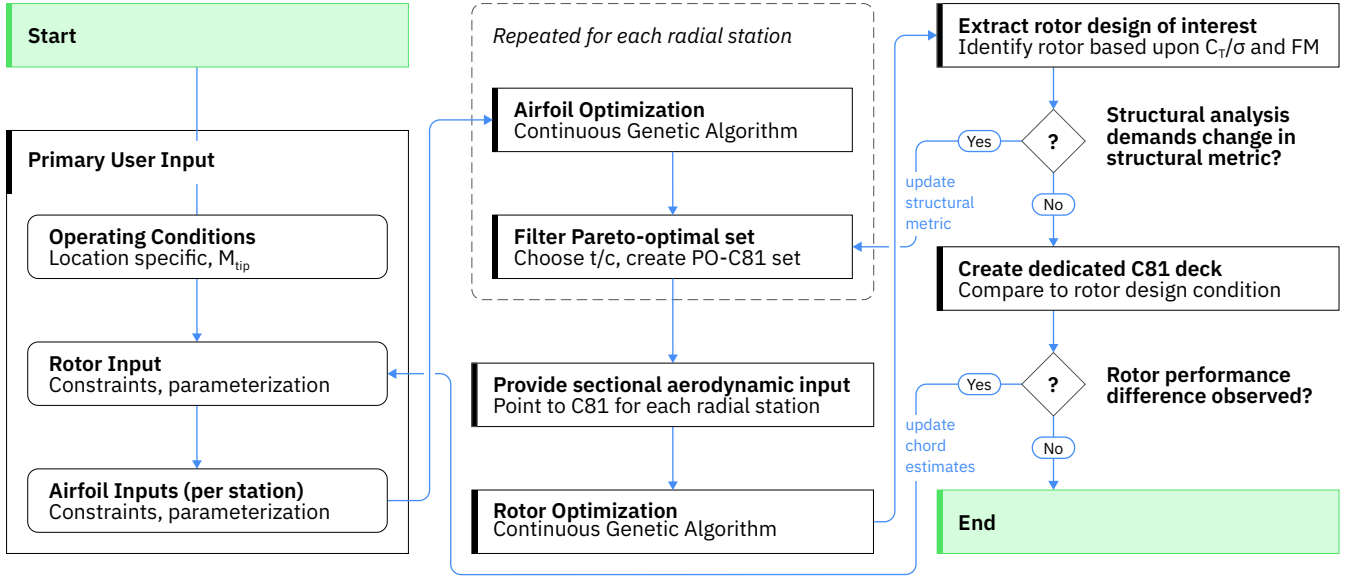 Start
Primary User Input
Operating Conditions
Location specific, M_tip
Rotor Input
Constraints, parameterization
Airfoil Inputs (per station)
Constraints, parameterization
Repeated for each radial station
Airfoil Optimization
Continuous Genetic Algorithm
Filter Pareto-optimal set
Choose t/c, create PO-C81 set
Provide sectional aerodynamic input
Point to C81 for each radial station
Rotor Optimization
Continuous Genetic Algorithm
Extract rotor design of interest
Identify rotor based upon C_T/σ and FM
?
Structural analysis
demands change in
structural metric?
Yes
update
structural
metric
No
Create dedicated C81 deck
Compare to rotor design condition
?
Rotor performance
difference observed?
Yes
update
chord
estimates
No
End